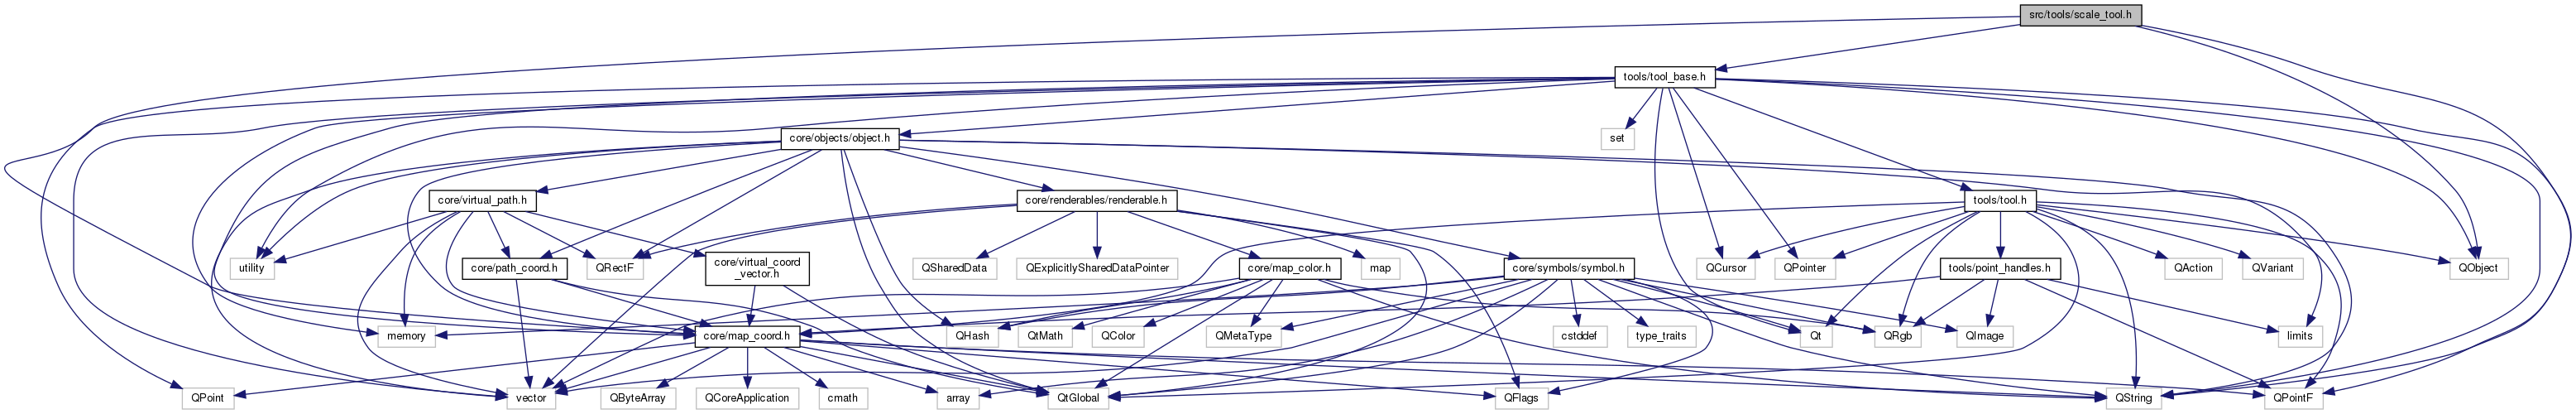 src/tools/scale_tool.h
tools/tool_base.h
core/objects/object.h
set
core/virtual_path.h
core/renderables/renderable.h
tools/tool.h
utility
core/path_coord.h
QRectF
core/virtual_coord
_vector.h
QSharedData
QExplicitlySharedDataPointer
core/map_color.h
map
core/symbols/symbol.h
QCursor
QPointer
tools/point_handles.h
QAction
QVariant
QObject
memory
core/map_coord.h
QHash
QtMath
QColor
QMetaType
cstddef
type_traits
Qt
QRgb
QImage
limits
QPoint
vector
QByteArray
QCoreApplication
cmath
array
QtGlobal
QFlags
QString
QPointF